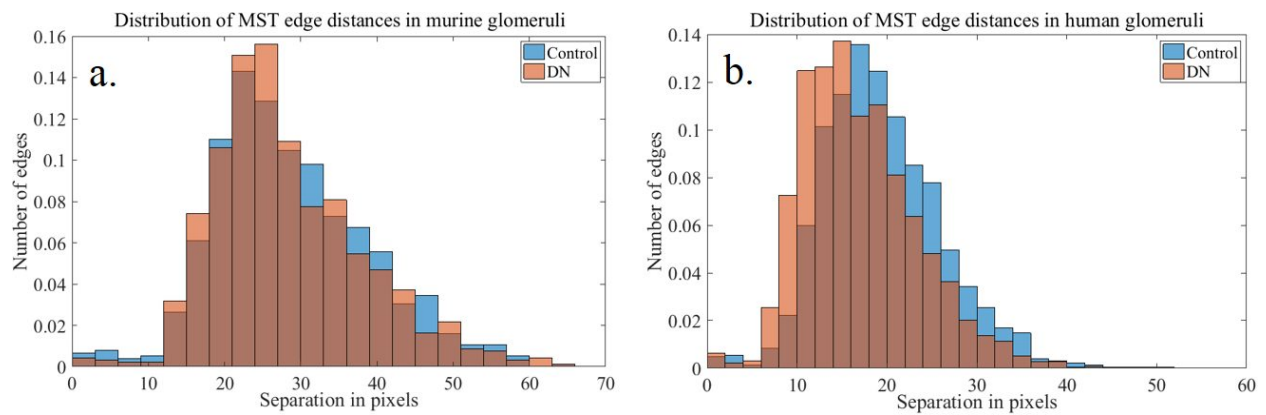 Distribution of MST edge distances in murine glomeruli
0.16
0.14
0.12
0.1
0.08
0.06
0.04
0.02
0
Number of edges
a.
Control
DN
0 10 20 30 40 50 60 70
Separation in pixels
Distribution of MST edge distances in human glomeruli
0.14
0.12
0.1
0.08
0.06
0.04
0.02
0
Number of edges
b.
Control
DN
0 10 20 30 40 50 60
Separation in pixels